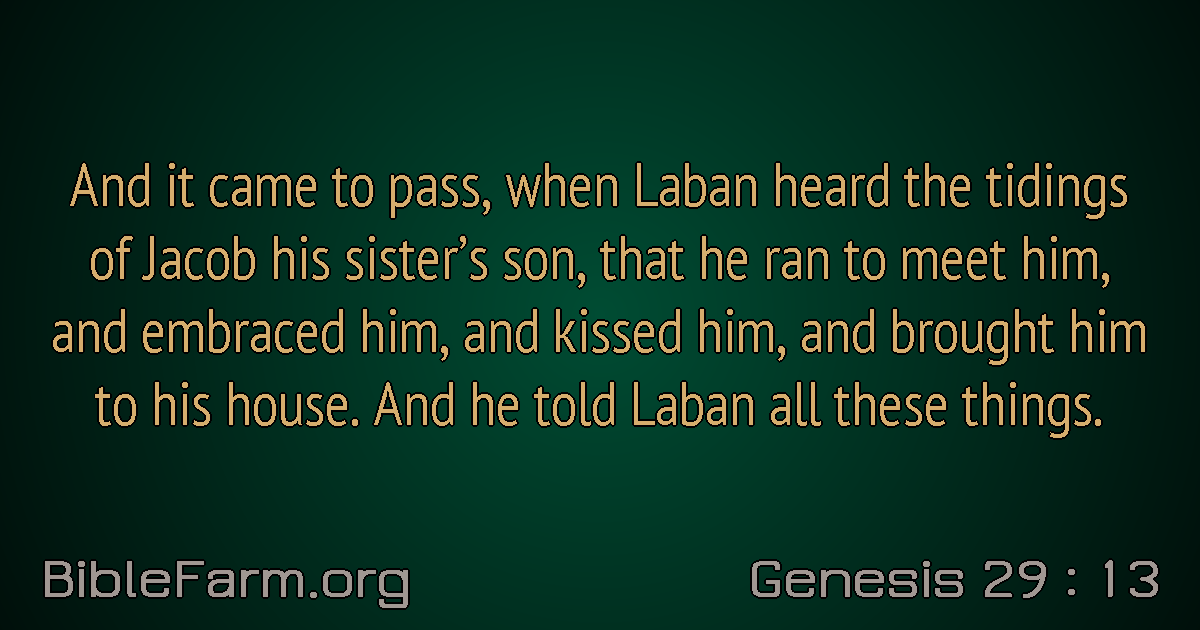 And it came to pass, when Laban heard the tidings
of Jacob his sister’s son, that he ran to meet him,
and embraced him, and kissed him, and brought him
to his house. And he told Laban all these things.
BibleFarm.org
Genesis 29 : 13